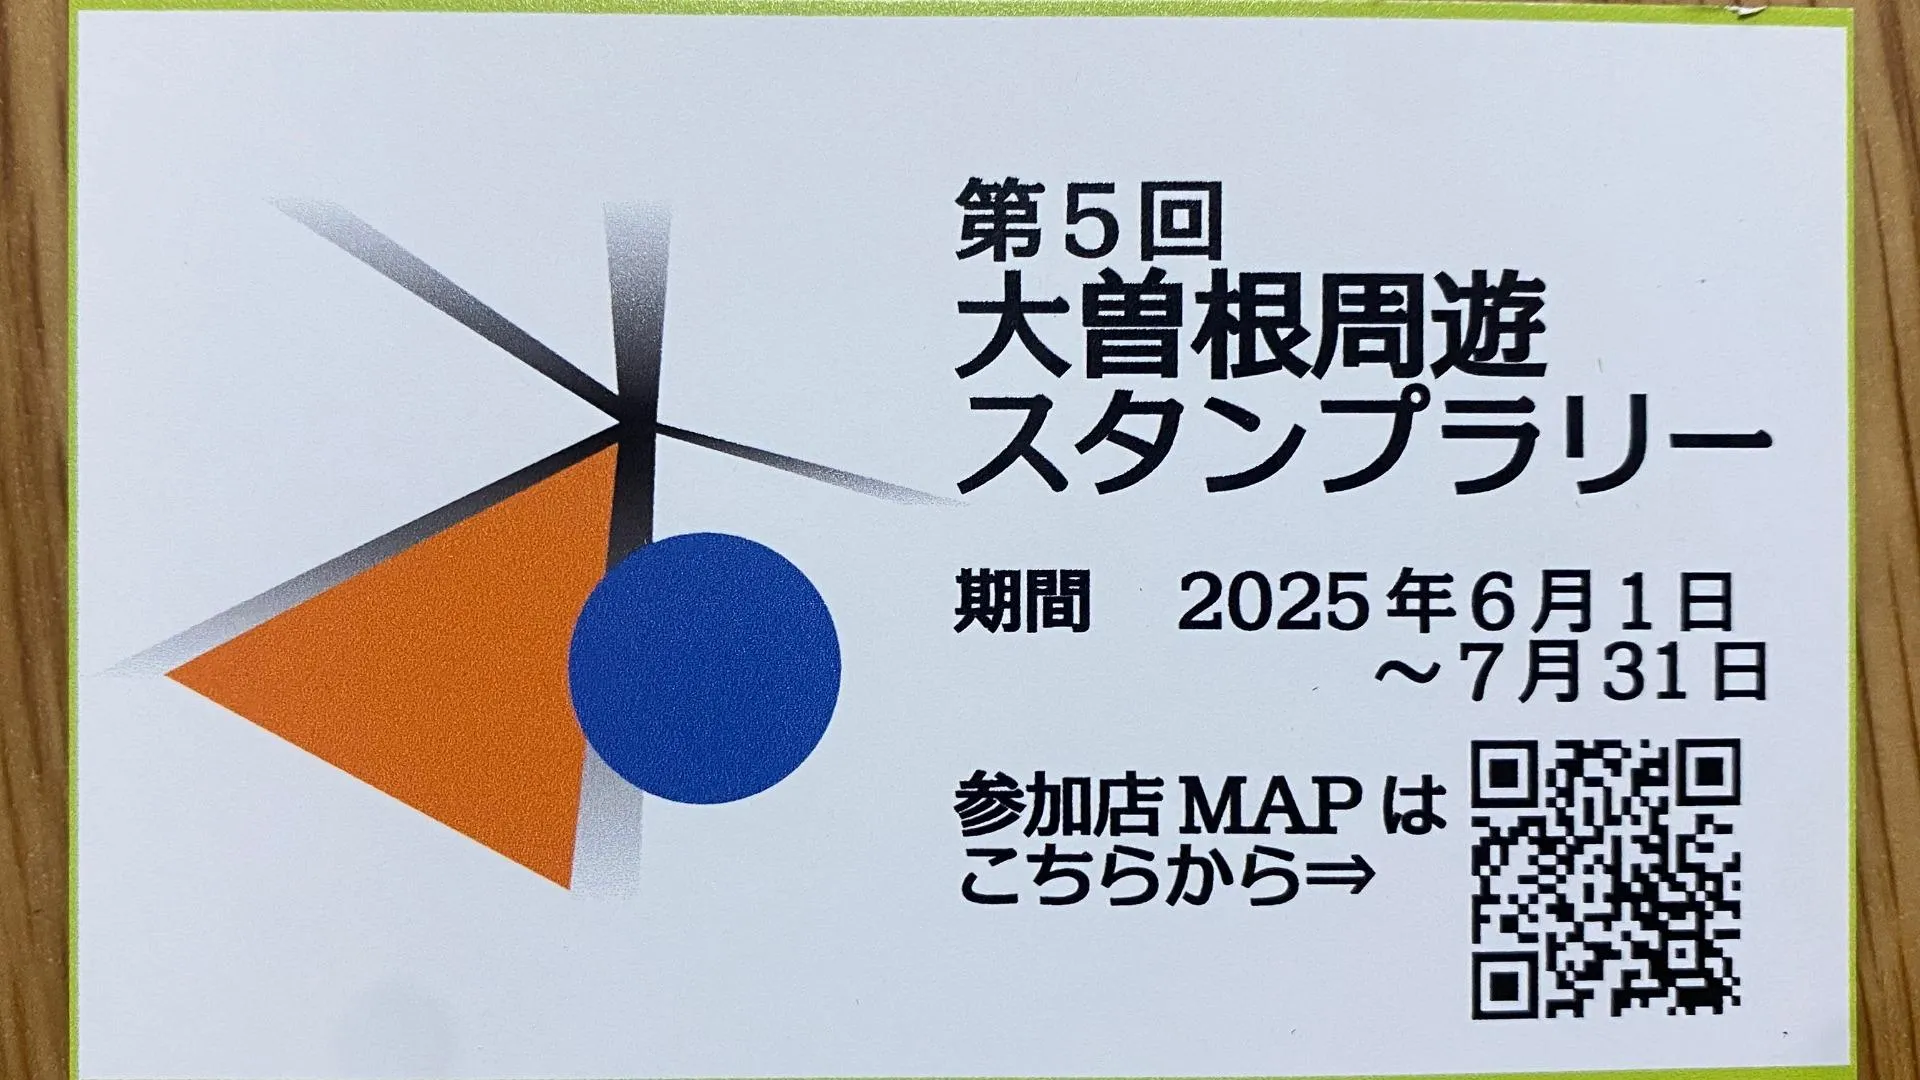 第5回
大曽根周遊
スタンプラリー
期間 2025年6月1日
～7月31日
参加店MAPは
こちらから⇒